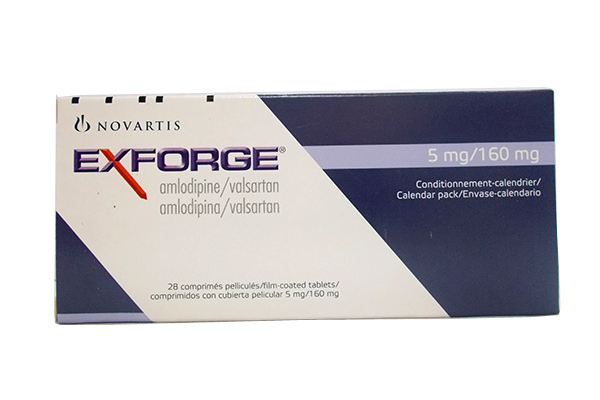 NOVARTIS
EXFORGE®
amlodipine/valsartan
amlodipina/valsartan
28 comprimés pelliculés/film-coated tablets/
comprimidos con cubierta pelicular 5 mg/160 mg
5 mg/160 mg
Conditionnement-calendrier/
Calendar pack/Envase-calendario